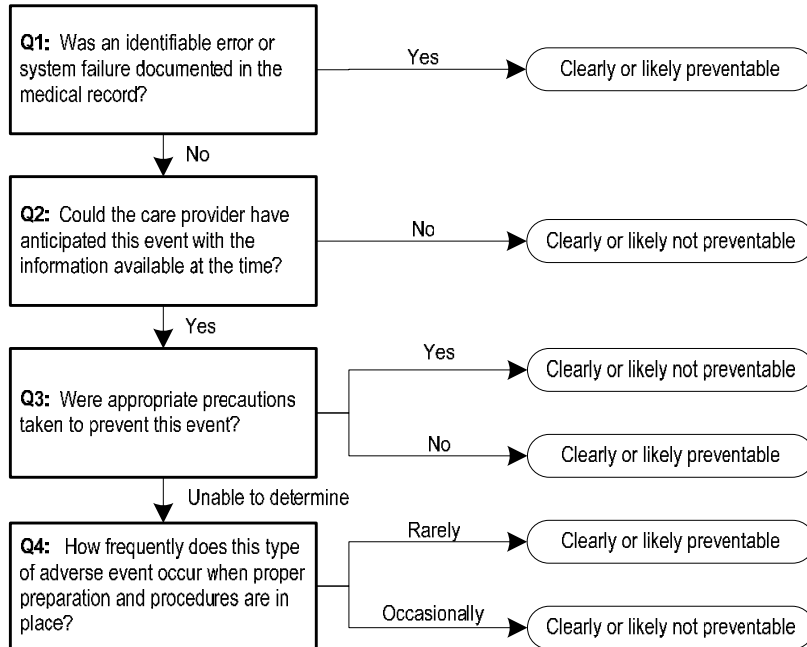 Q1: Was an identifiable error or
system failure documented in the
medical record?
Yes
Clearly or likely preventable
No
Q2: Could the care provider have
anticipated this event with the
information available at the time?
No
Clearly or likely not preventable
Yes
Q3: Were appropriate precautions
taken to prevent this event?
Yes
Clearly or likely not preventable
No
Clearly or likely preventable
Unable to determine
Q4: How frequently does this type
of adverse event occur when proper
preparation and procedures are in
place?
Rarely
Clearly or likely preventable
Occasionally
Clearly or likely not preventable